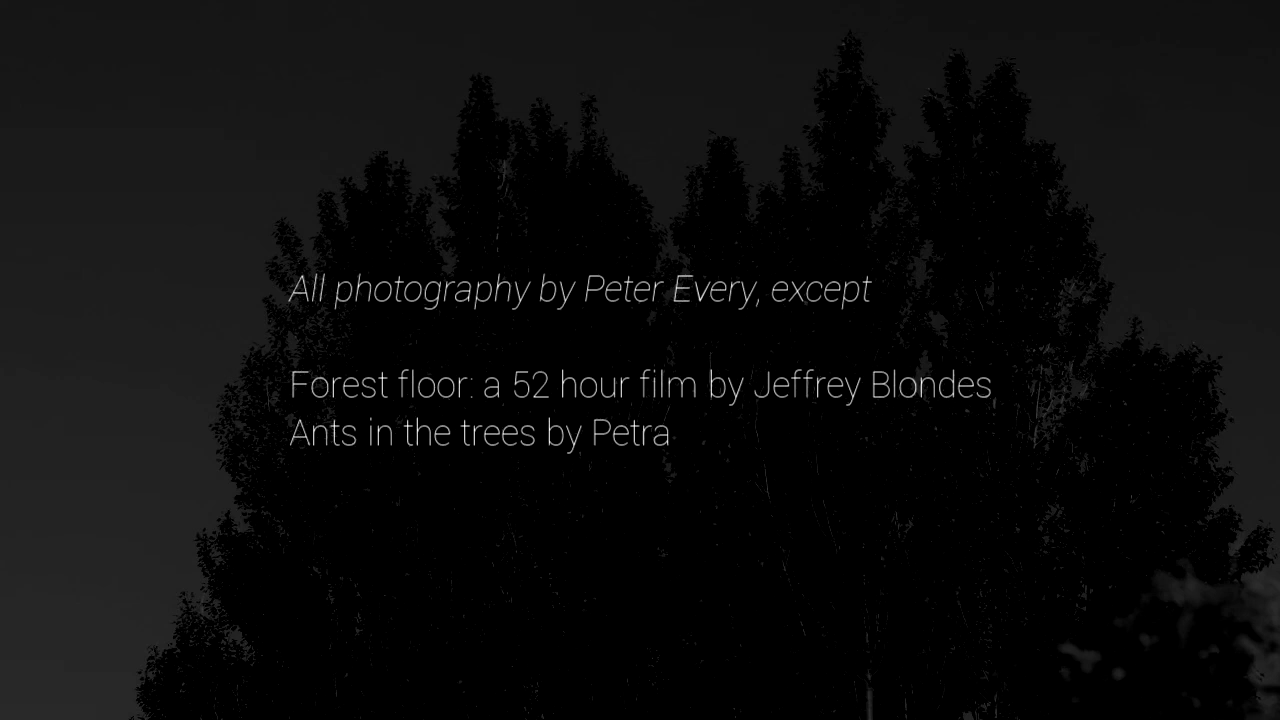 All photography by Peter Every, except
Forest floor: a 52 hour film by Jeffrey Blondes
Ants in the trees by Petra